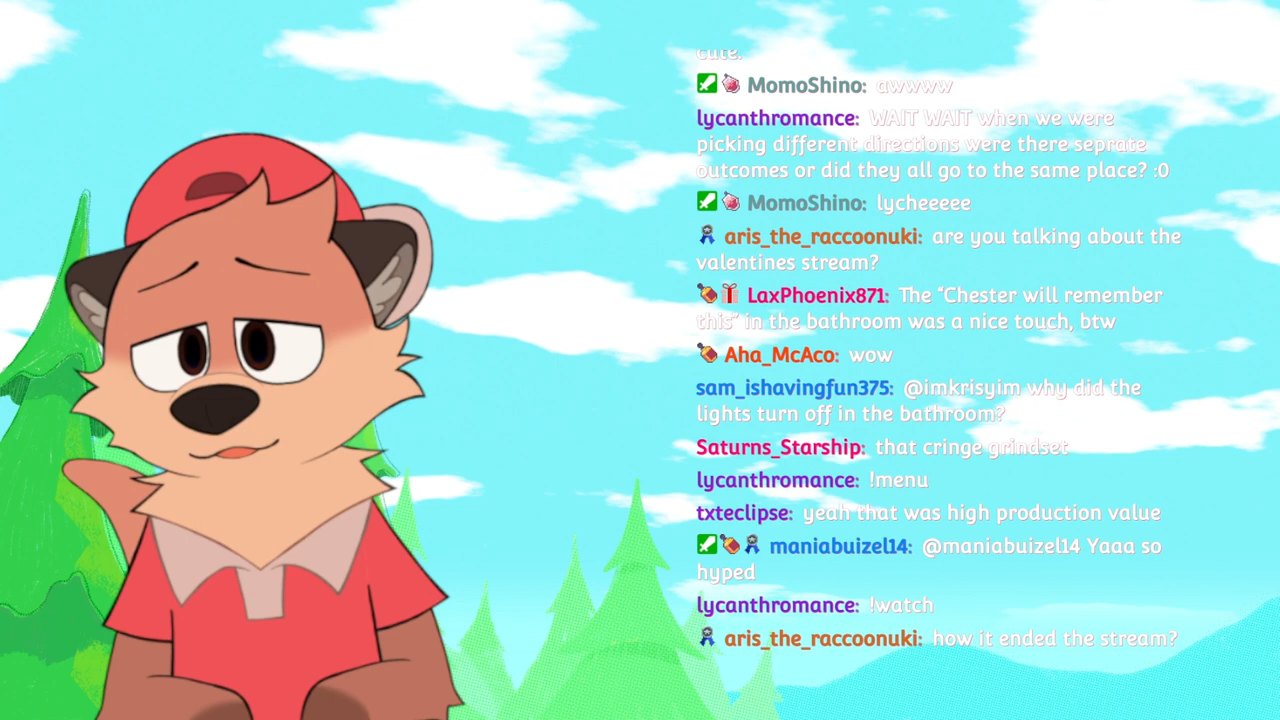 cute.
MomoShino: awwww
lycanthromance: WAIT WAIT when we were
picking different directions were there seprate
outcomes or did they all go to the same place? :0
MomoShino: lycheeeee
aris_the_raccoonuki: are you talking about the
valentines stream?
LaxPhoenix871: The "Chester will remember
this" in the bathroom was a nice touch, btw
Aha_McAco: wow
sam_ishavingfun375: @imkrisyim why did the
lights turn off in the bathroom?
Saturns_Starship: that cringe grindset
lycanthromance: !menu
txteclipse: yeah that was high production value
maniabuizel14: @maniabuizel14 Yaaa so
hyped
lycanthromance: !watch
aris_the_raccoonuki: how it ended the stream?